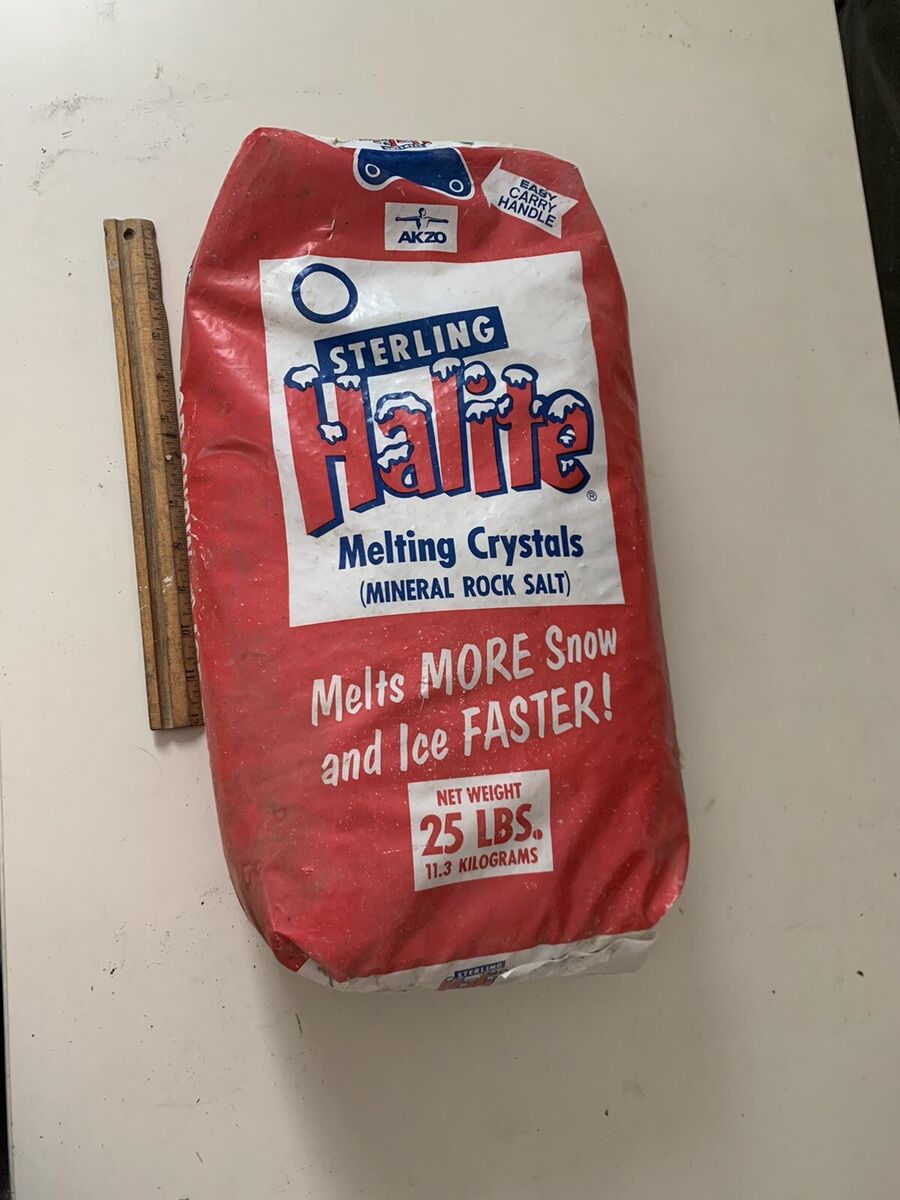 EASY
CARRY
HANDLE
AKZO
STERLING
Halite
®
Melting Crystals
(MINERAL ROCK SALT)
Melts MORE Snow
and Ice FASTER!
NET WEIGHT
25 LBS.
11.3 KILOGRAMS
STERLING
Halite